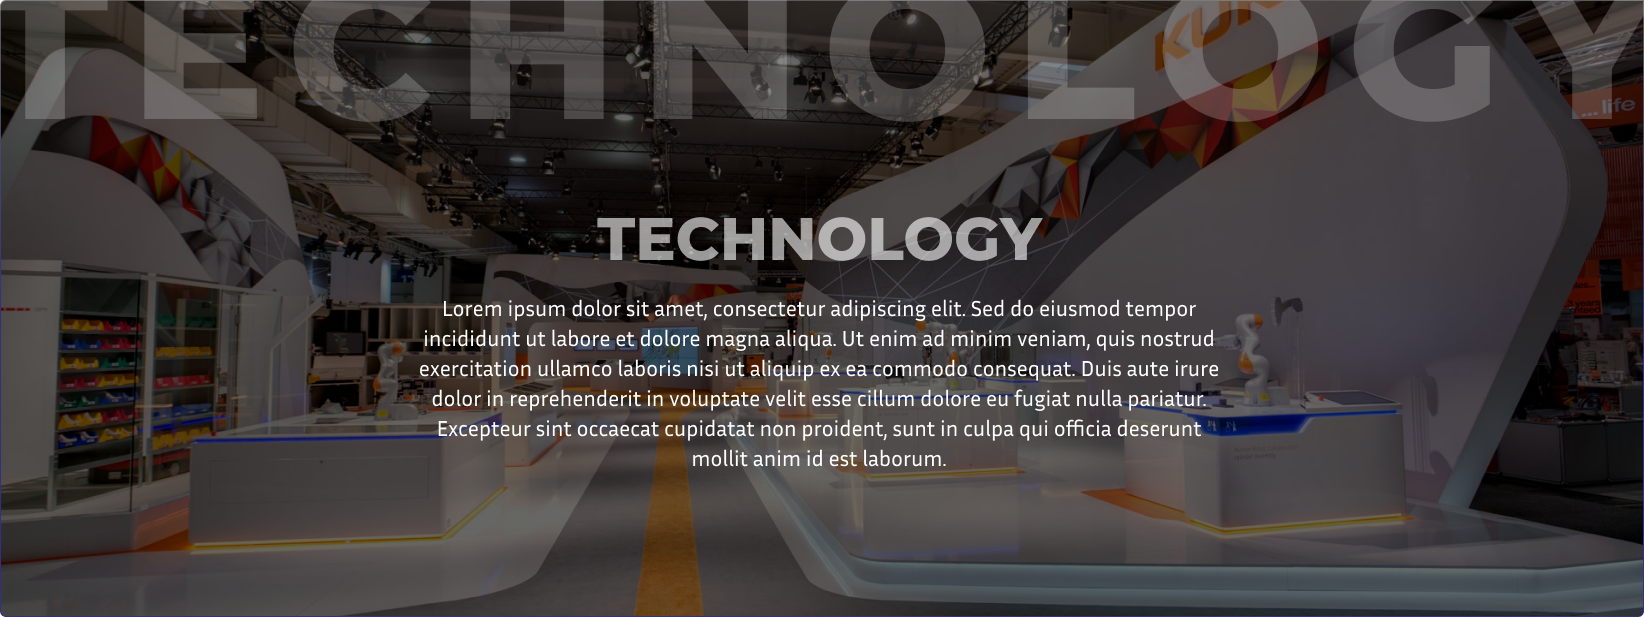 TECHNOLOGY
KUKA
...life
TECHNOLOGY
Lorem ipsum dolor sit amet, consectetur adipiscing elit. Sed do eiusmod tempor
incididunt ut labore et dolore magna aliqua. Ut enim ad minim veniam, quis nostrud
exercitation ullamco laboris nisi ut aliquip ex ea commodo consequat. Duis aute irure
dolor in reprehenderit in voluptate velit esse cillum dolore eu fugiat nulla pariatur.
Excepteur sint occaecat cupidatat non proident, sunt in culpa qui officia deserunt
mollit anim id est laborum.